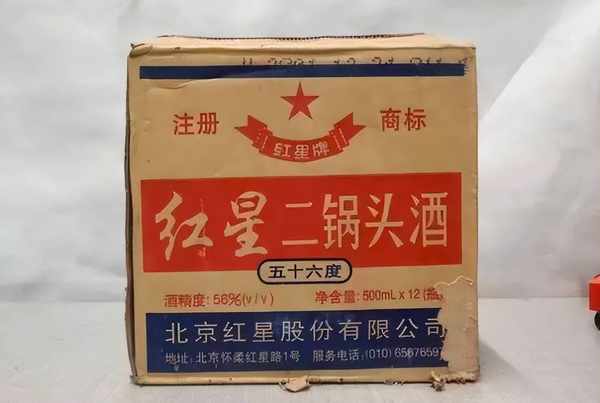 注册 商标
红星牌
红星二锅头酒
五十六度
酒精度: 56%(v/v) 净含量: 500mL x 12(瓶
北京红星股份有限公司
地址: 北京怀柔红星路1号 服务电话: (010) 6567659